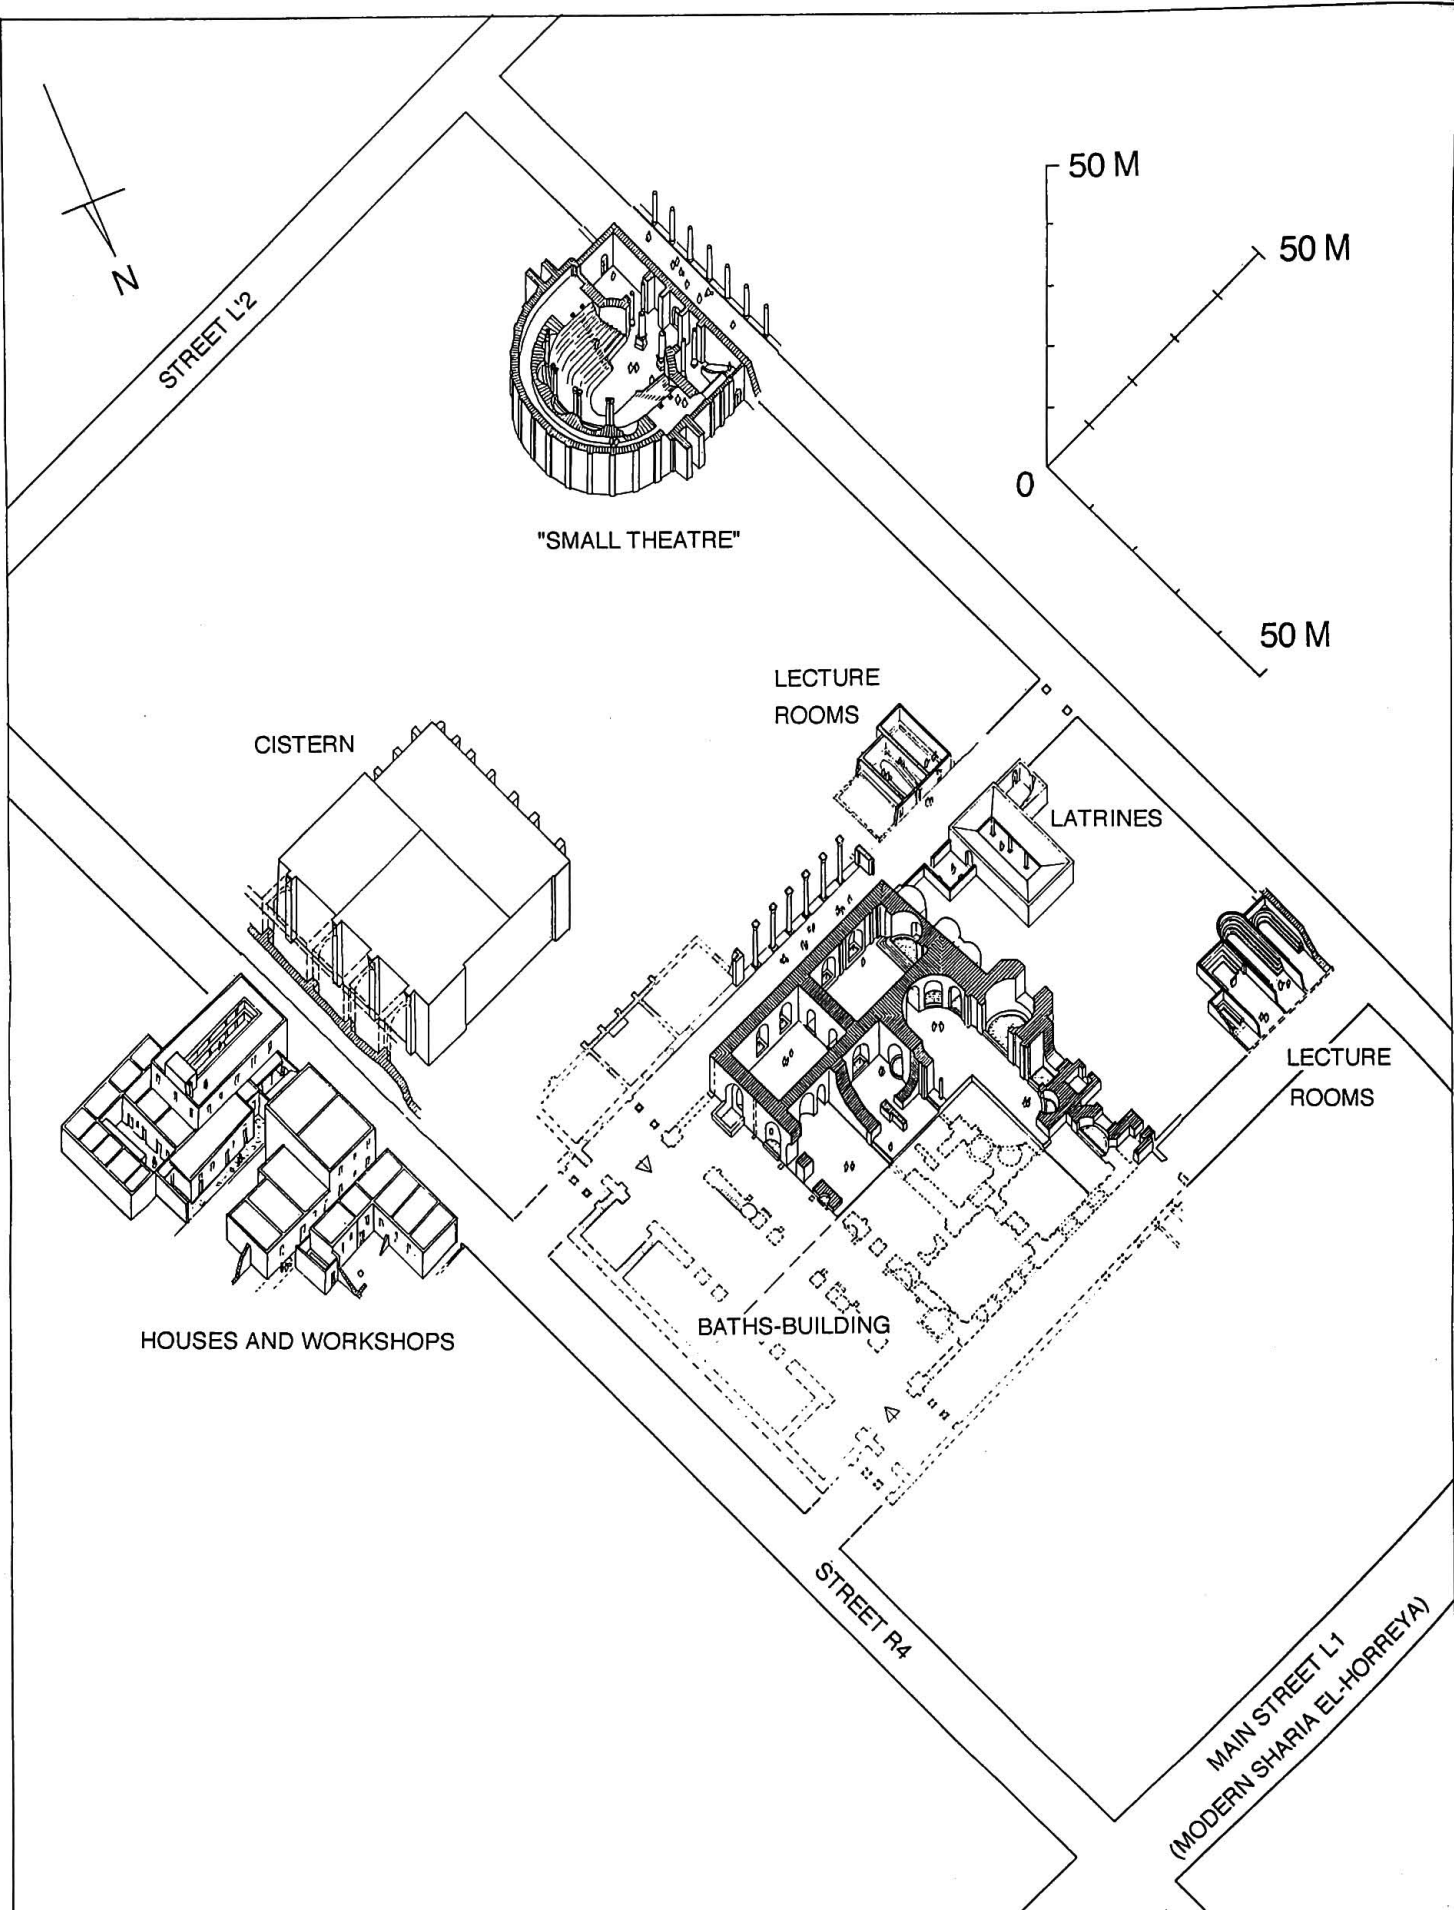 50 M
50 M
N
STREET L'2
0
"SMALL THEATRE"
50 M
LECTURE
ROOMS
CISTERN
LATRINES
LECTURE
ROOMS
BATHS-BUILDING
HOUSES AND WORKSHOPS
STREET R4
MAIN STREET L1
(MODERN SHARIA EL-HORREYA)